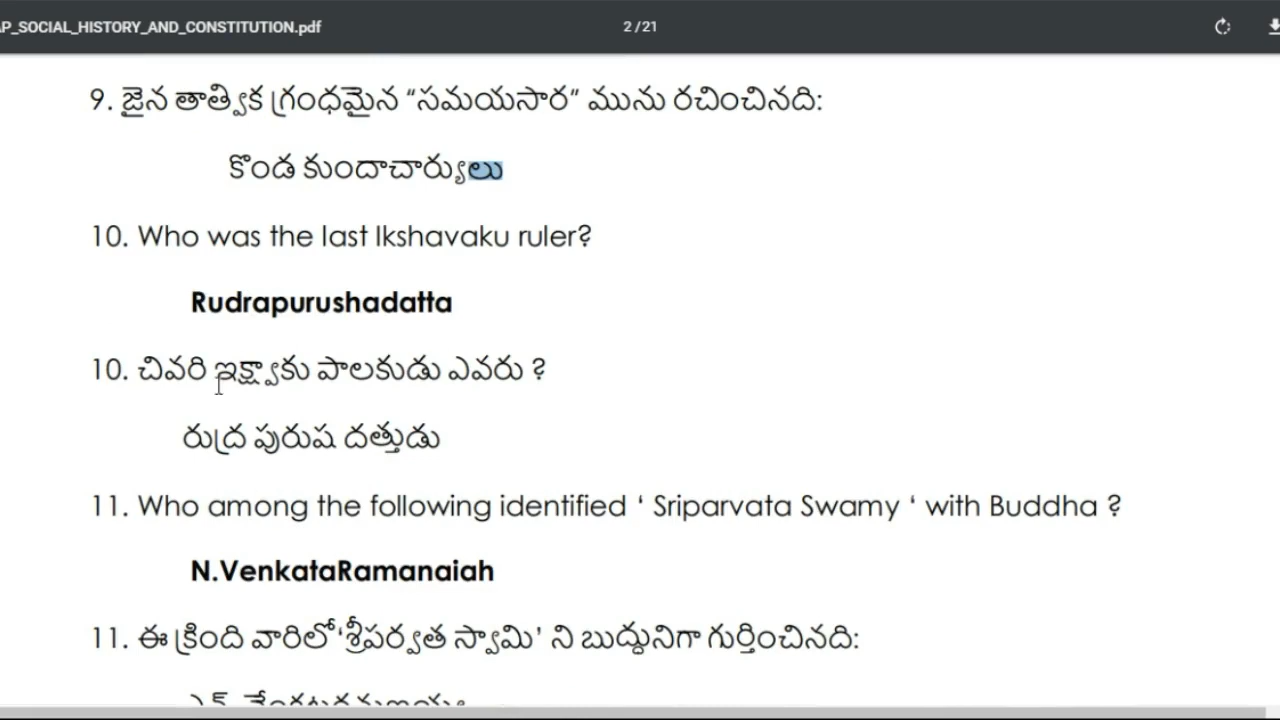 AP_SOCIAL_HISTORY_AND_CONSTITUTION.pdf 2 / 21
9. జైన తాత్విక గ్రంధమైన “సమయసార” మును రచించినది:
కొండ కుందాచార్యులు
10. Who was the last Ikshavaku ruler?
Rudrapurushadatta
10. చివరి ఇక్ష్వాకు పాలకుడు ఎవరు ?
రుద్ర పురుష దత్తుడు
11. Who among the following identified ‘ Sriparvata Swamy ‘ with Buddha ?
N.VenkataRamanaiah
11. ఈ క్రింది వారిలో‘శ్రీపర్వత స్వామి’ ని బుద్ధునిగా గుర్తించినది: